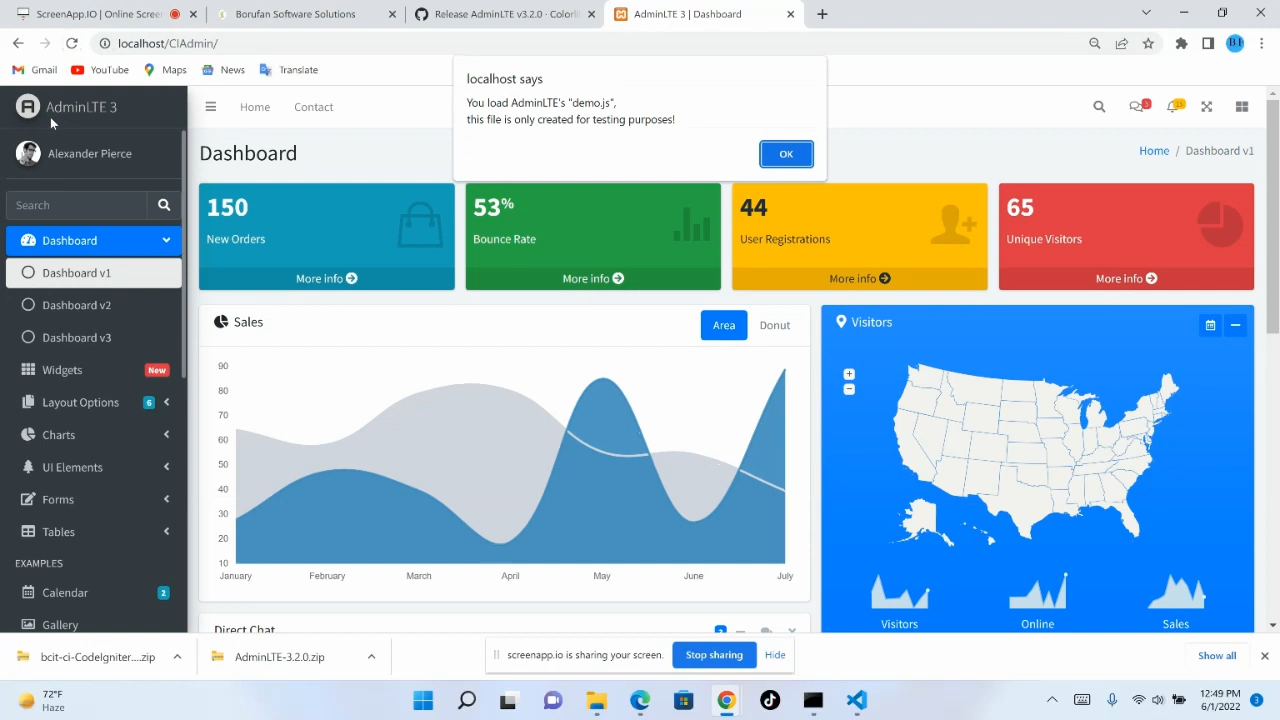 ScreenApp.IO | Online Screen
Borufan Solutions
Release AdminLTE v3.2.0 · Colorli
AdminLTE 3 | Dashboard
localhost/CIAdmin/
Gmail
YouTube
Maps
News
Translate
localhost says
You load AdminLTE's "demo.js",
this file is only created for testing purposes!
OK
AdminLTE 3
Home
Contact
15
Alexander Pierce
Dashboard
Home / Dashboard v1
Search
150
New Orders
More info
53%
Bounce Rate
More info
44
User Registrations
More info
65
Unique Visitors
More info
Dashboard
Dashboard v1
Dashboard v2
Dashboard v3
Widgets
New
Layout Options
6
Charts
UI Elements
Forms
Tables
EXAMPLES
Calendar
2
Gallery
Sales
Area
Donut
90
80
70
60
50
40
30
20
10
January
February
March
April
May
June
July
Visitors
+
−
Visitors
Online
Sales
Direct Chat
bcit-ci-CodeIgniter....zip
AdminLTE-3.2.0.zip
screenapp.io is sharing your screen.
Stop sharing
Hide
Show all
72°F
Haze
12:49 PM
6/1/2022
3